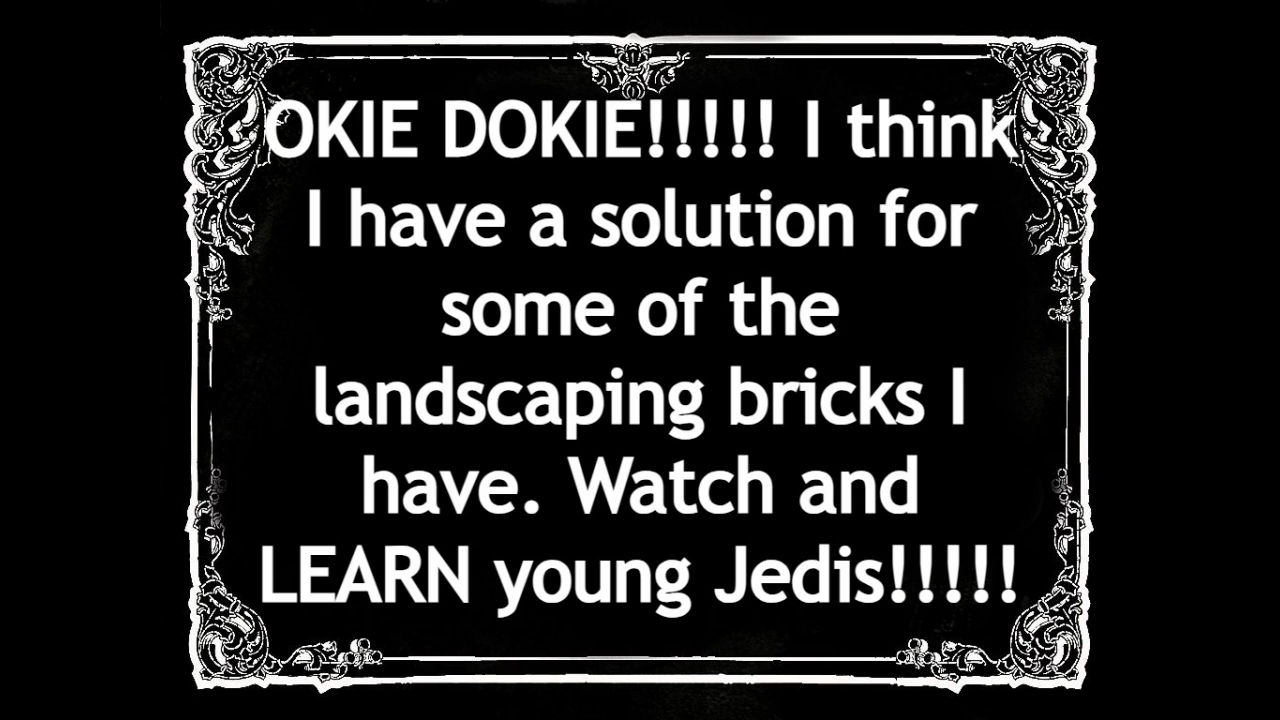 OKIE DOKIE!!!!! I think
I have a solution for
some of the
landscaping bricks I
have. Watch and
LEARN young Jedis!!!!!